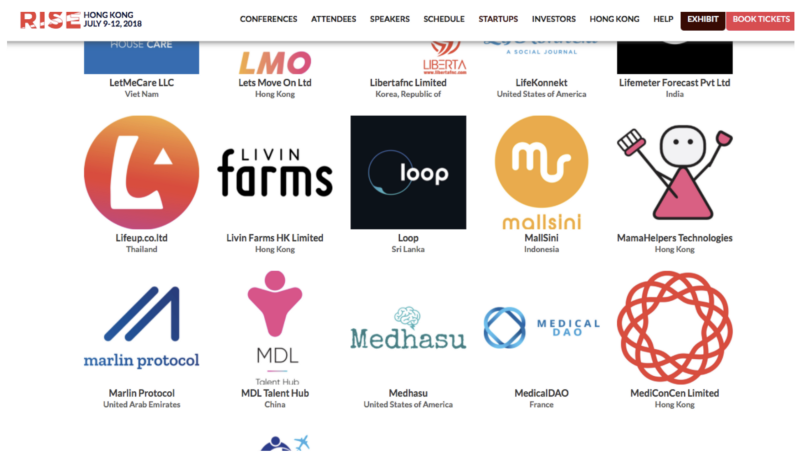 RISE HONG KONG
JULY 9-12, 2018
CONFERENCES ATTENDEES SPEAKERS SCHEDULE STARTUPS INVESTORS HONG KONG HELP EXHIBIT BOOK TICKETS
HOUSE CARE
LMO
LIBERTA
www.libertafnc.com
A SOCIAL JOURNAL
LetMeCare LLC
Viet Nam
Lets Move On Ltd
Hong Kong
Libertafnc Limited
Korea, Republic of
LifeKonnekt
United States of America
Lifemeter Forecast Pvt Ltd
India
LIVIN
farms
loop
mallsini
Lifeup.co.ltd
Thailand
Livin Farms HK Limited
Hong Kong
Loop
Sri Lanka
MallSini
Indonesia
MamaHelpers Technologies
Hong Kong
marlin protocol
MDL
Talent Hub
Medhasu
MEDICAL
DAO
Marlin Protocol
United Arab Emirates
MDL Talent Hub
China
Medhasu
United States of America
MedicalDAO
France
MediConCen Limited
Hong Kong